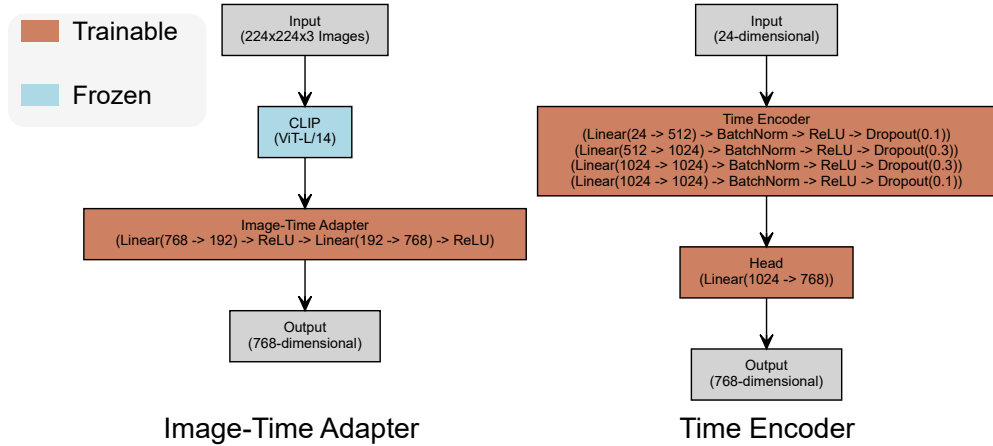 Trainable
Frozen
Input
(224x224x3 Images)
CLIP
(ViT-L/14)
Image-Time Adapter
(Linear(768 -> 192) -> ReLU -> Linear(192 -> 768) -> ReLU)
Output
(768-dimensional)
Image-Time Adapter
Input
(24-dimensional)
Time Encoder
(Linear(24 -> 512) -> BatchNorm -> ReLU -> Dropout(0.1))
(Linear(512 -> 1024) -> BatchNorm -> ReLU -> Dropout(0.3))
(Linear(1024 -> 1024) -> BatchNorm -> ReLU -> Dropout(0.3))
(Linear(1024 -> 1024) -> BatchNorm -> ReLU -> Dropout(0.1))
Head
(Linear(1024 -> 768))
Output
(768-dimensional)
Time Encoder